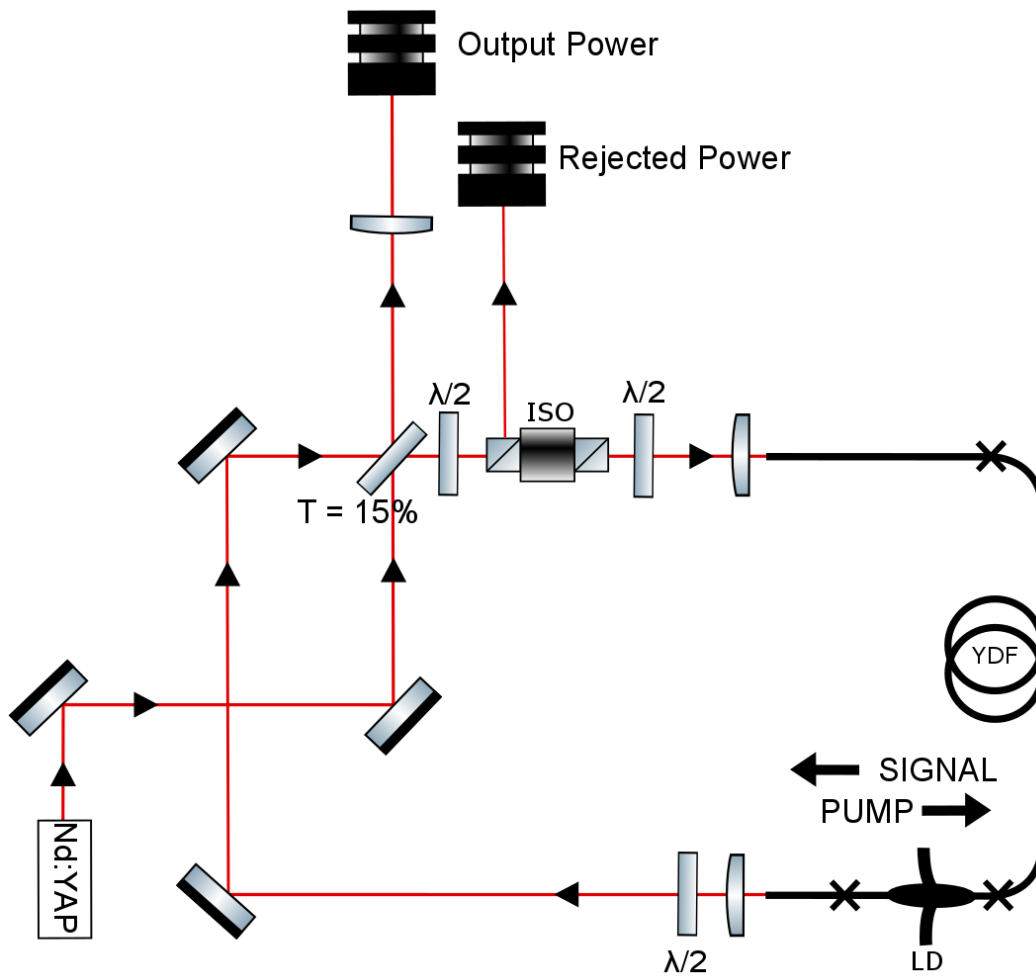 Output Power
Rejected Power
λ/2
ISO
λ/2
T = 15%
YDF
SIGNAL
PUMP
Nd:YAP
λ/2
LD